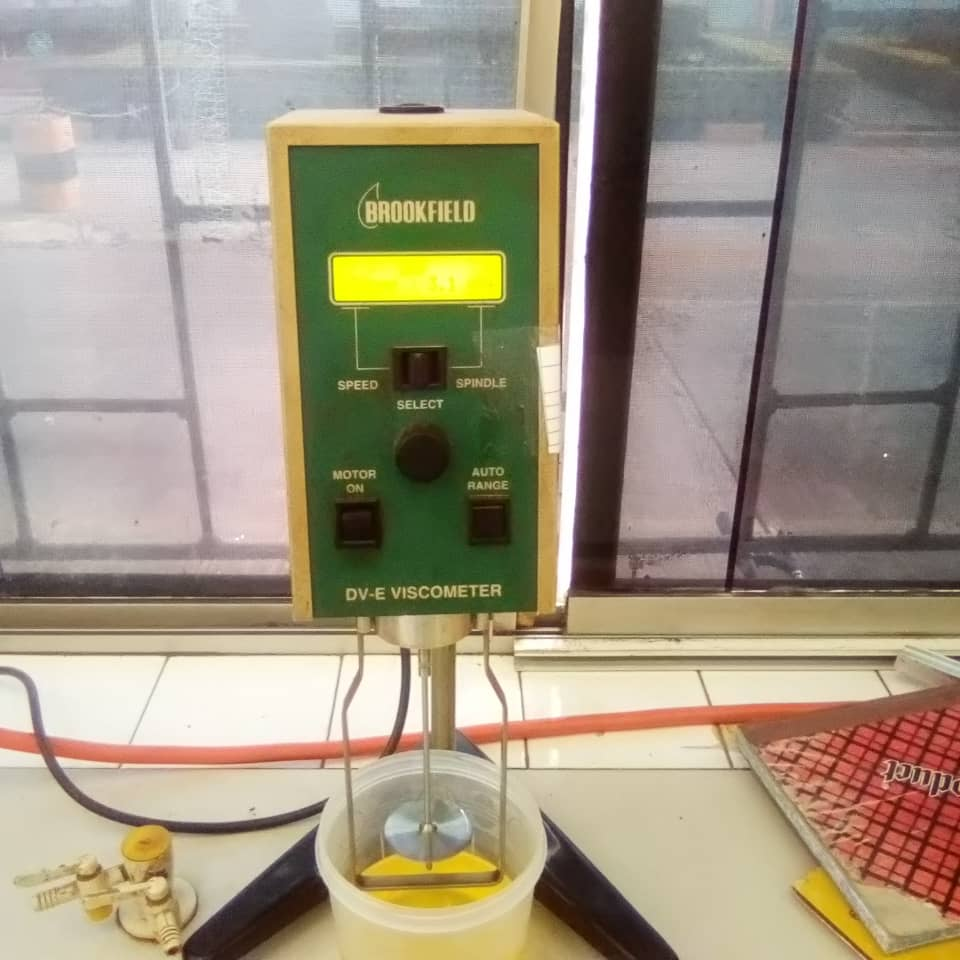 BROOKFIELD
SPEED
SPINDLE
SELECT
MOTOR
ON
AUTO
RANGE
DV-E VISCOMETER